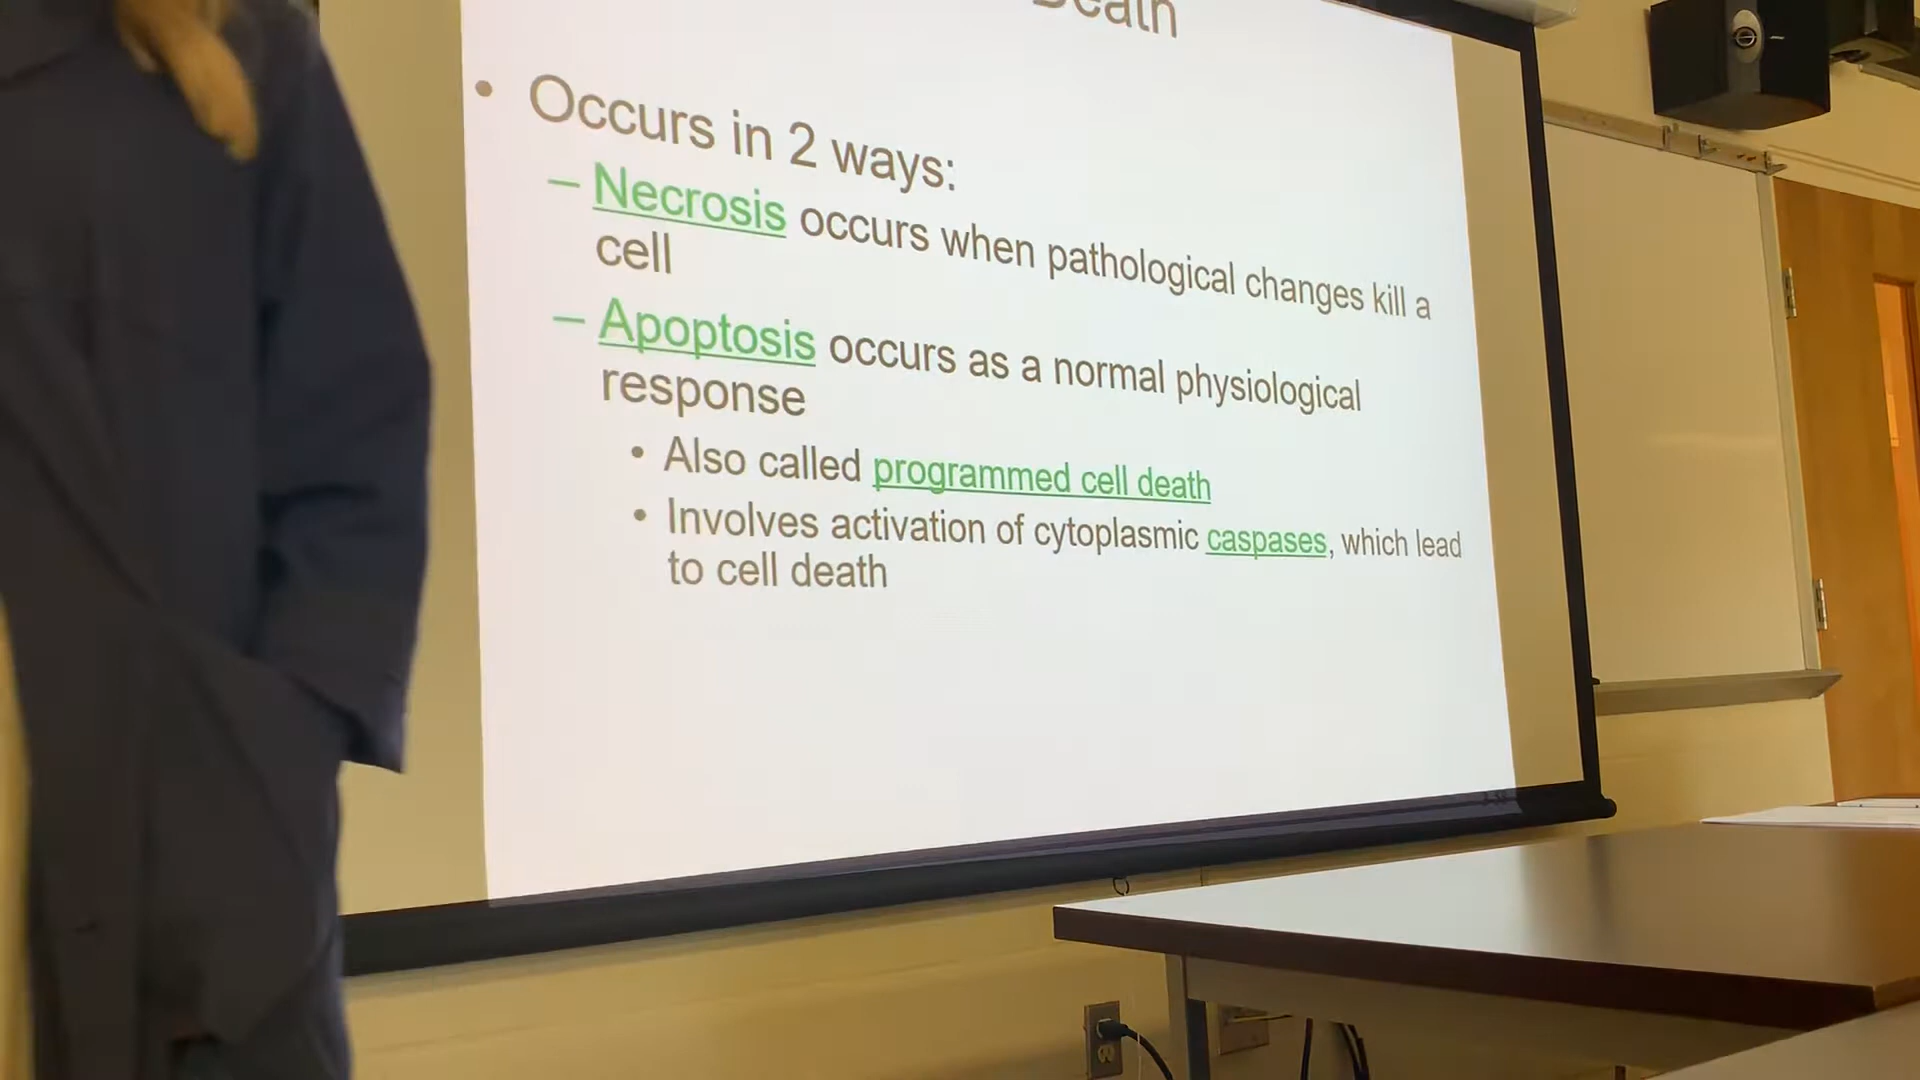 Death
• Occurs in 2 ways:
– Necrosis occurs when pathological changes kill a
cell
– Apoptosis occurs as a normal physiological
response
• Also called programmed cell death
• Involves activation of cytoplasmic caspases, which lead
to cell death